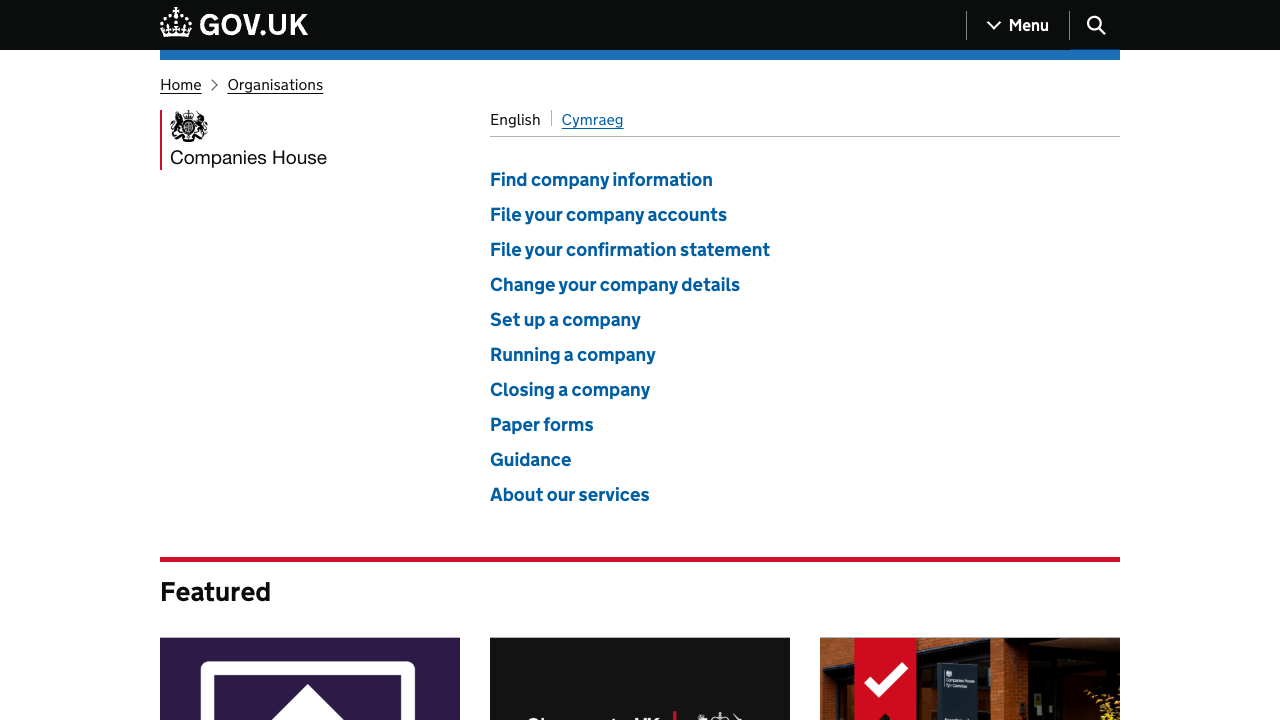 GOV.UK
Menu
Home
Organisations
Companies House
English
Cymraeg
Find company information
File your company accounts
File your confirmation statement
Change your company details
Set up a company
Running a company
Closing a company
Paper forms
Guidance
About our services
Featured
Companies House